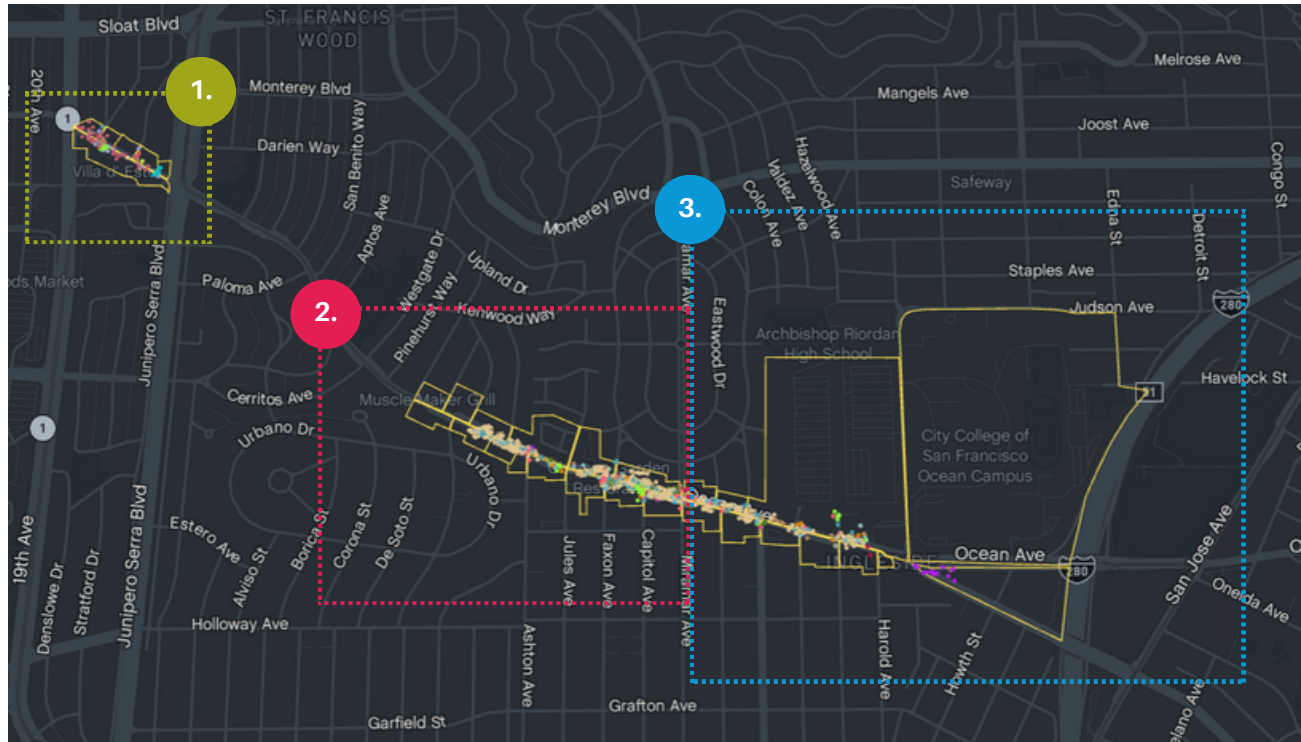 Sloat Blvd
ST. FRANCIS
WOOD
Melrose Ave
20th Ave
1.
Monterey Blvd
Mangels Ave
1
Joost Ave
Darien Way
San Benito Way
Hazelwood Ave
Valdez Ave
Colon Ave
Congo St
Villa d' Este
Safeway
Monterey Blvd
3.
Edna St
Detroit St
Aptos Ave
Westgate Dr
Upland Dr
Junipero Serra Blvd
Paloma Ave
Staples Ave
Pinehurst Way
Kenwood Way
2.
Eastwood Dr
Judson Ave
280
Archbishop Riordan
High School
Havelock St
Cerritos Ave
Muscle Maker Grill
1
Urbano Dr
City College of
San Francisco
Ocean Campus
Urbano Dr
Garden
Junipero Serra Blvd
19th Ave
Estero Ave
Borica St
Corona St
De Soto St
Alviso St
Jules Ave
Faxon Ave
Capitol Ave
Miramar Ave
INGLESIDE
Ocean Ave
280
San Jose Ave
Oneida Ave
Denslowe Dr
Stratford Dr
Holloway Ave
Ashton Ave
Harold Ave
Howth St
Grafton Ave
Garfield St